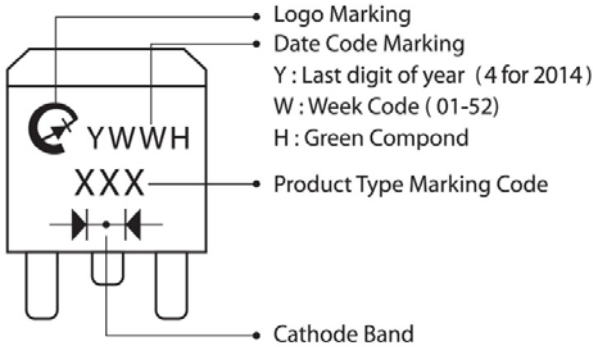 Logo Marking
Date Code Marking
Y : Last digit of year ( 4 for 2014 )
W : Week Code ( 01-52)
H : Green Compond
YWWH
XXX
Product Type Marking Code
Cathode Band